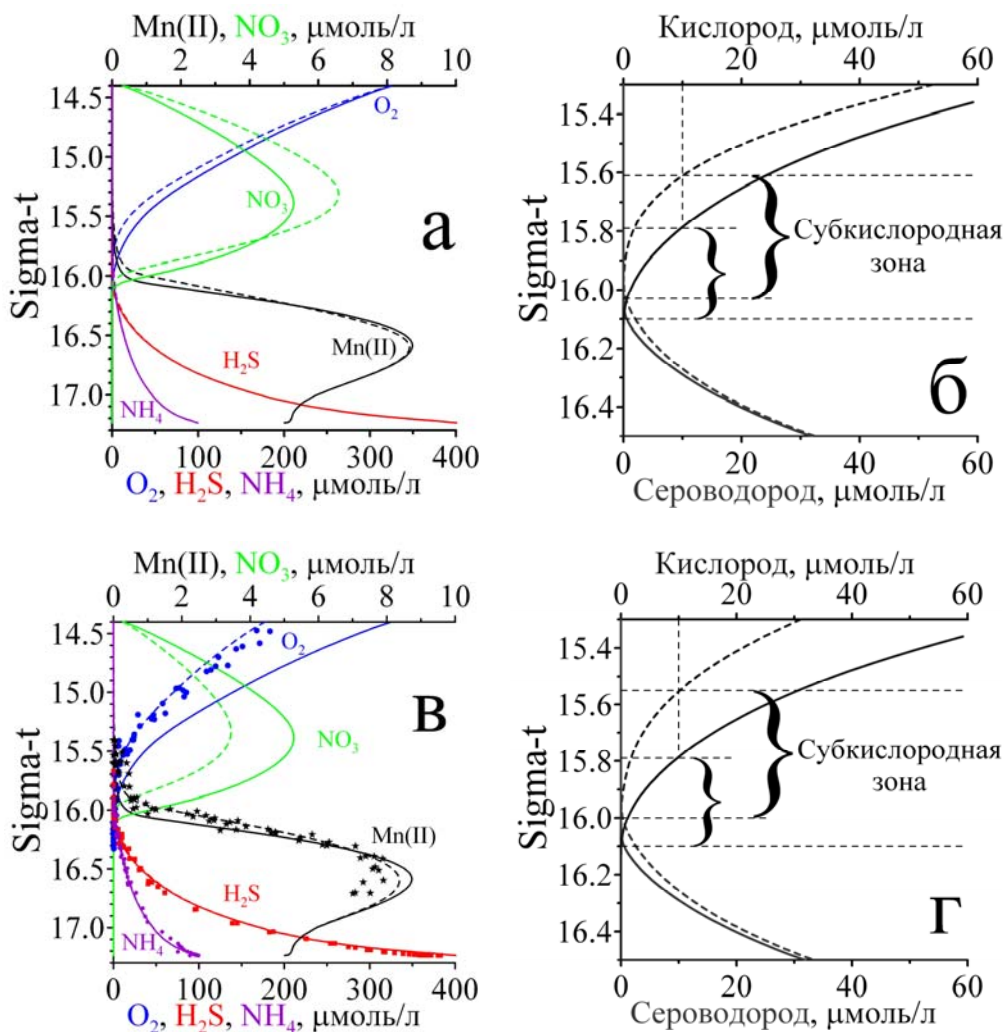 Mn(II), NO3, μмоль/л
0 2 4 6 8 10
14.5
15.0
15.5
16.0
16.5
17.0
Sigma-t
O2
NO3
а
Mn(II)
H2S
NH4
0 100 200 300 400
O2, H2S, NH4, μмоль/л
Кислород, μмоль/л
0 20 40 60
15.4
15.6
15.8
16.0
16.2
16.4
Sigma-t
Субкислородная
зона
б
0 20 40 60
Сероводород, μмоль/л
Mn(II), NO3, μмоль/л
0 2 4 6 8 10
14.5
15.0
15.5
16.0
16.5
17.0
Sigma-t
O2
в
NO3
Mn(II)
H2S
NH4
0 100 200 300 400
O2, H2S, NH4, μмоль/л
Кислород, μмоль/л
0 20 40 60
15.4
15.6
15.8
16.0
16.2
16.4
Sigma-t
Субкислородная
зона
г
0 20 40 60
Сероводород, μмоль/л